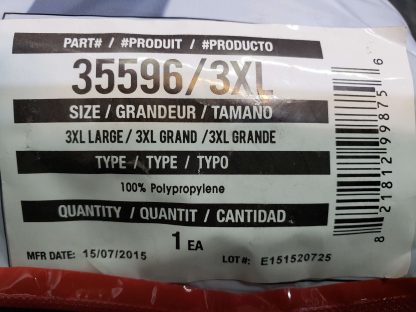 PART# / #PRODUIT / #PRODUCTO
35596/3XL
SIZE / GRANDEUR / TAMANO
3XL LARGE / 3XL GRAND /3XL GRANDE
TYPE / TYPE / TYPO
100% Polypropylene
QUANTITY / QUANTIT / CANTIDAD
1 EA
MFR DATE: 15/07/2015
LOT#: E151520725
8 21812 99875 6